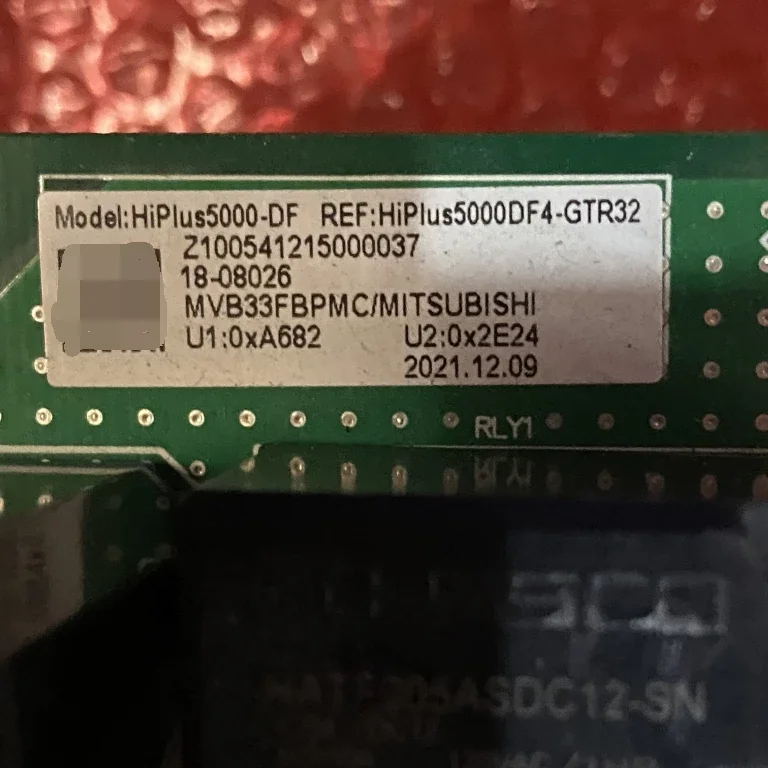 Model:HiPlus5000-DF REF:HiPlus5000DF4-GTR32
Z100541215000037
18-08026
MVB33FBPMC/MITSUBISHI
U1:0xA682 U2:0x2E24
2021.12.09
RLY1